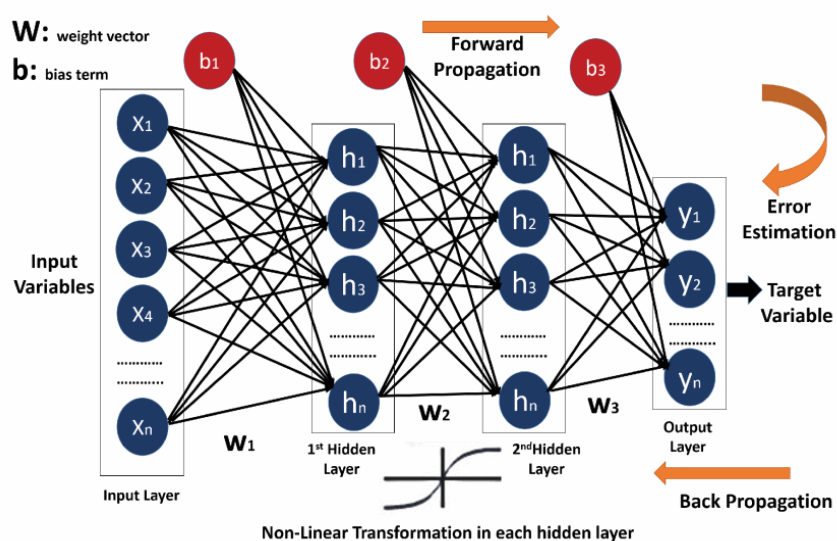 W: weight vector
b: bias term
b1
b2
b3
Forward
Propagation
X1
X2
X3
X4
............
............
Xn
Input
Variables
Input Layer
W1
h1
h2
h3
............
............
hn
1st Hidden
Layer
W2
h1
h2
h3
............
............
hn
2ndHidden
Layer
W3
y1
y2
............
............
yn
Output
Layer
Error
Estimation
Target
Variable
Back Propagation
Non-Linear Transformation in each hidden layer